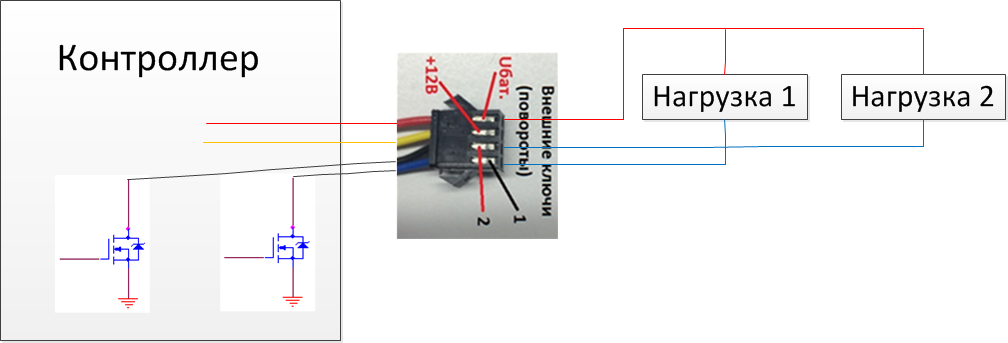 Контроллер
Uбат.
+12В
Внешние ключи
(повороты)
2
1
Нагрузка 1
Нагрузка 2